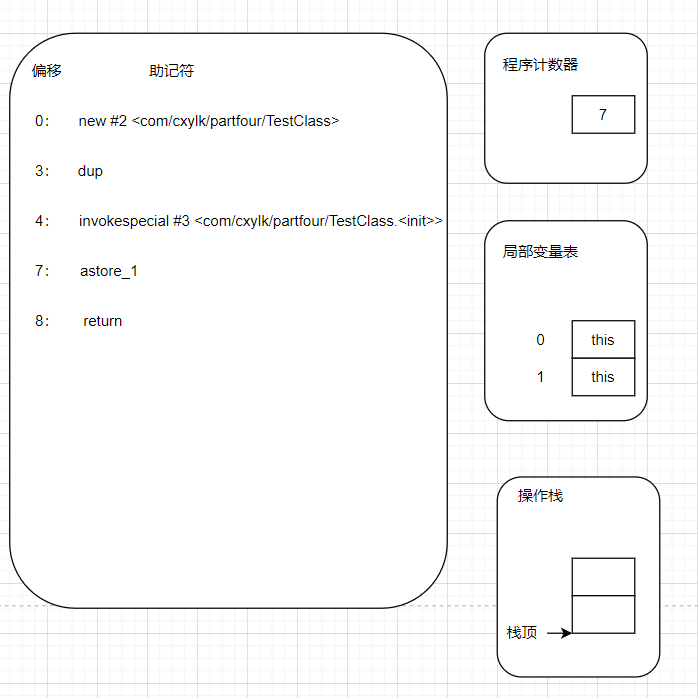 偏移 助记符
0： new #2 <com/cxylk/partfour/TestClass>
3： dup
4： invokespecial #3 <com/cxylk/partfour/TestClass.<init>>
7： astore_1
8： return
程序计数器
7
局部变量表
0 this
1 this
操作栈
栈顶